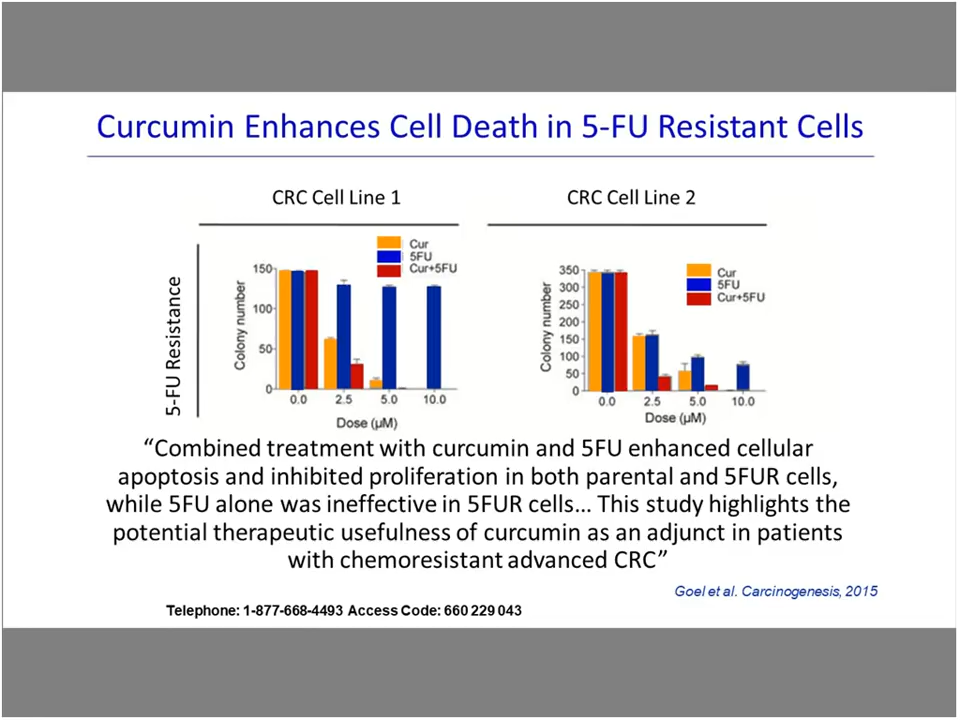 Curcumin Enhances Cell Death in 5-FU Resistant Cells
CRC Cell Line 1
CRC Cell Line 2
5-FU Resistance
Cur
5FU
Cur+5FU
Colony number
150
100
50
0
0.0 2.5 5.0 10.0
Dose (µM)
Cur
5FU
Cur+5FU
Colony number
350
300
250
200
150
100
50
0
0.0 2.5 5.0 10.0
Dose (µM)
“Combined treatment with curcumin and 5FU enhanced cellular
apoptosis and inhibited proliferation in both parental and 5FUR cells,
while 5FU alone was ineffective in 5FUR cells… This study highlights the
potential therapeutic usefulness of curcumin as an adjunct in patients
with chemoresistant advanced CRC”
Goel et al. Carcinogenesis, 2015
Telephone: 1-877-668-4493 Access Code: 660 229 043